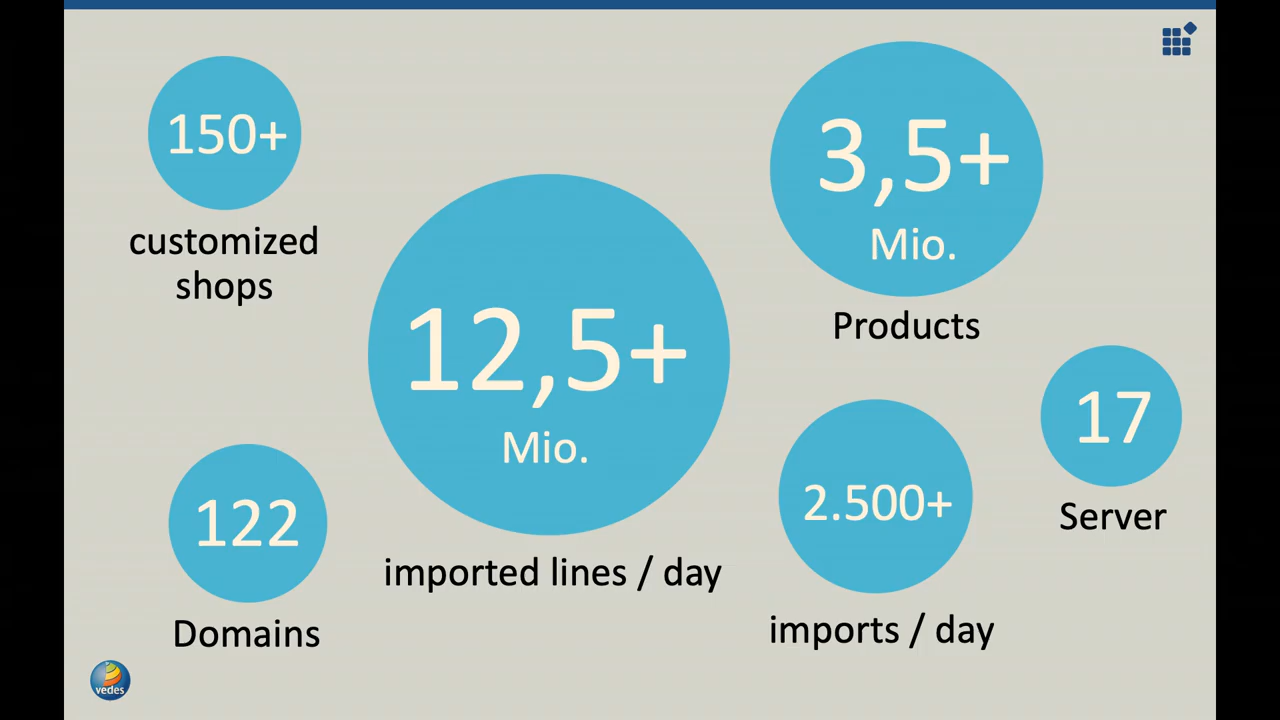 150+
customized
shops
12,5+
Mio.
imported lines / day
3,5+
Mio.
Products
122
Domains
2.500+
imports / day
17
Server
vedes